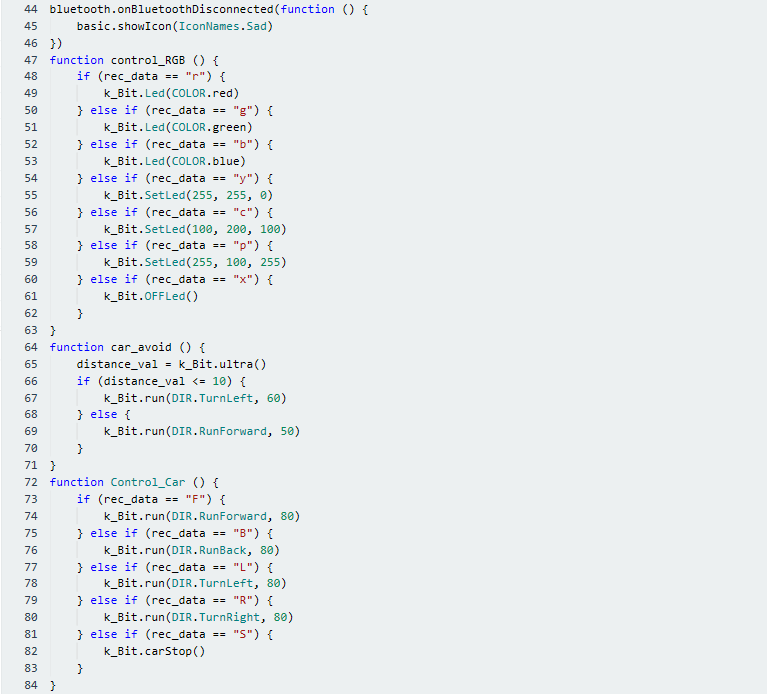 44 bluetooth.onBluetoothDisconnected(function () {
45     basic.showIcon(IconNames.Sad)
46 })
47 function control_RGB () {
48     if (rec_data == "r") {
49         k_Bit.Led(COLOR.red)
50     } else if (rec_data == "g") {
51         k_Bit.Led(COLOR.green)
52     } else if (rec_data == "b") {
53         k_Bit.Led(COLOR.blue)
54     } else if (rec_data == "y") {
55         k_Bit.SetLed(255, 255, 0)
56     } else if (rec_data == "c") {
57         k_Bit.SetLed(100, 200, 100)
58     } else if (rec_data == "p") {
59         k_Bit.SetLed(255, 100, 255)
60     } else if (rec_data == "x") {
61         k_Bit.OFFLed()
62     }
63 }
64 function car_avoid () {
65     distance_val = k_Bit.ultra()
66     if (distance_val <= 10) {
67         k_Bit.run(DIR.TurnLeft, 60)
68     } else {
69         k_Bit.run(DIR.RunForward, 50)
70     }
71 }
72 function Control_Car () {
73     if (rec_data == "F") {
74         k_Bit.run(DIR.RunForward, 80)
75     } else if (rec_data == "B") {
76         k_Bit.run(DIR.RunBack, 80)
77     } else if (rec_data == "L") {
78         k_Bit.run(DIR.TurnLeft, 80)
79     } else if (rec_data == "R") {
80         k_Bit.run(DIR.TurnRight, 80)
81     } else if (rec_data == "S") {
82         k_Bit.carStop()
83     }
84 }